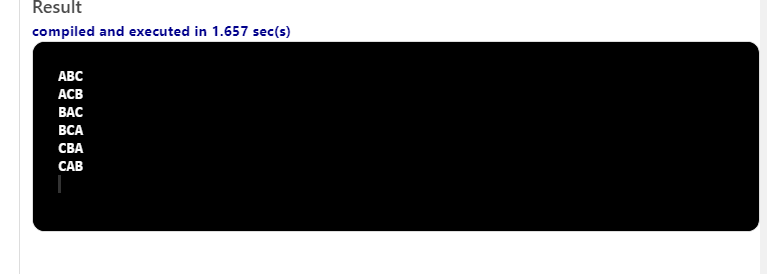 Result
compiled and executed in 1.657 sec(s)
ABC
ACB
BAC
BCA
CBA
CAB